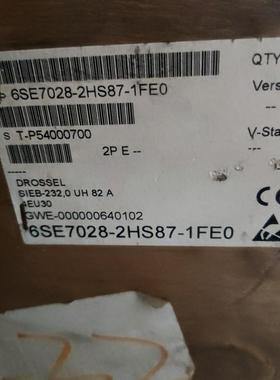 P 6SE7028-2HS87-1FE0
QTY
Vers
S T-P54000700
V-Sta
2P E --
DROSSEL
SIEB-232,0 UH 82 A
4EU30
GWE-000000640102
6SE7028-2HS87-1FE0